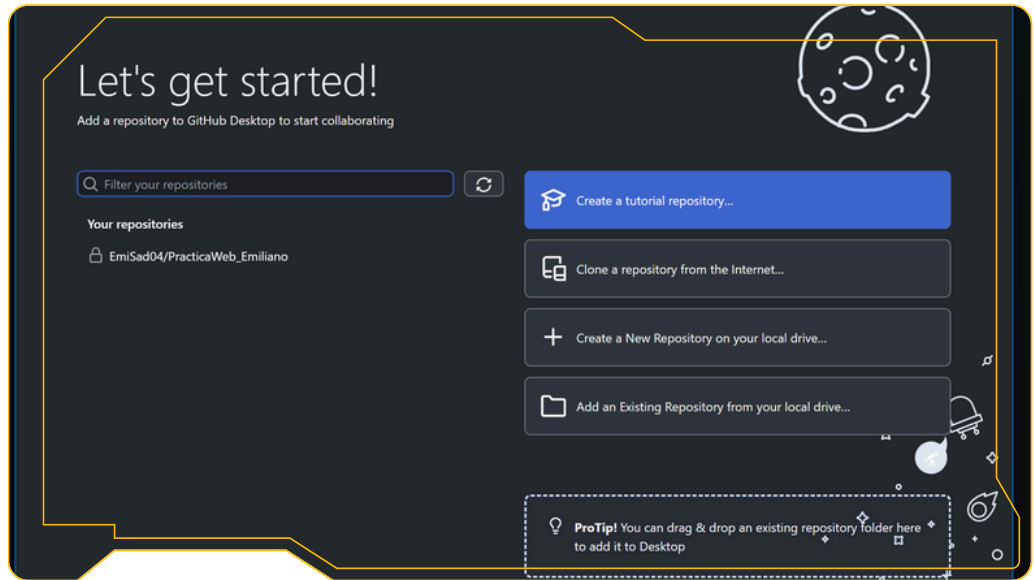 Let's get started!
Add a repository to GitHub Desktop to start collaborating
Filter your repositories
Your repositories
EmiSad04/PracticaWeb_Emiliano
Create a tutorial repository...
Clone a repository from the Internet...
Create a New Repository on your local drive...
Add an Existing Repository from your local drive...
ProTip! You can drag & drop an existing repository folder here
to add it to Desktop